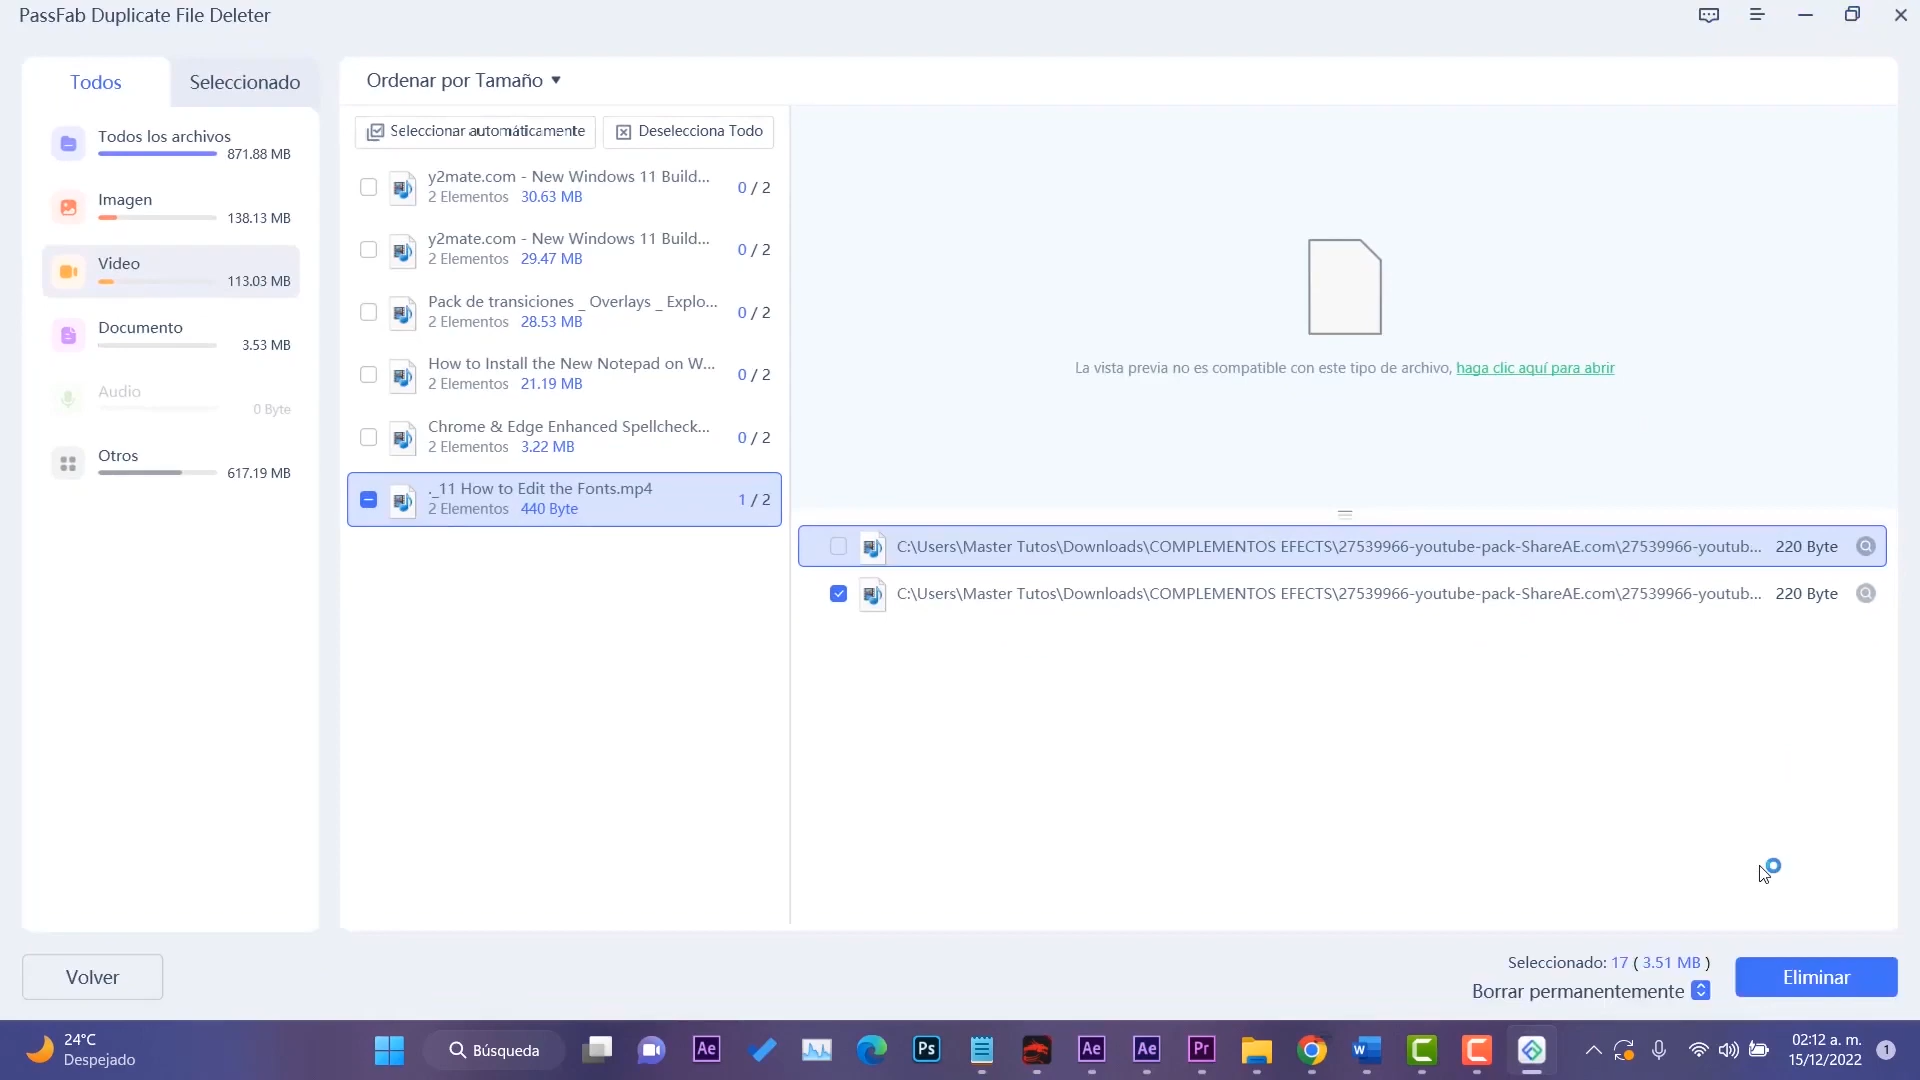 PassFab Duplicate File Deleter
Todos
Seleccionado
Ordenar por Tamaño
Todos los archivos
871.88 MB
Imagen
138.13 MB
Video
113.03 MB
Documento
3.53 MB
Audio
0 Byte
Otros
617.19 MB
Seleccionar automáticamente
Deselecciona Todo
y2mate.com - New Windows 11 Build...
2 Elementos 30.63 MB
0 / 2
y2mate.com - New Windows 11 Build...
2 Elementos 29.47 MB
0 / 2
Pack de transiciones _ Overlays _ Explo...
2 Elementos 28.53 MB
0 / 2
How to Install the New Notepad on W...
2 Elementos 21.19 MB
0 / 2
Chrome & Edge Enhanced Spellcheck...
2 Elementos 3.22 MB
0 / 2
._11 How to Edit the Fonts.mp4
2 Elementos 440 Byte
1 / 2
La vista previa no es compatible con este tipo de archivo, haga clic aquí para abrir
C:\Users\Master Tutos\Downloads\COMPLEMENTOS EFECTS\27539966-youtube-pack-ShareAE.com\27539966-youtub... 220 Byte
C:\Users\Master Tutos\Downloads\COMPLEMENTOS EFECTS\27539966-youtube-pack-ShareAE.com\27539966-youtub... 220 Byte
Volver
Seleccionado: 17 ( 3.51 MB )
Borrar permanentemente
Eliminar
24°C
Despejado
Búsqueda
Ae
Ps
Ae
Ae
Pr
W
C
C
02:12 a. m.
15/12/2022
1